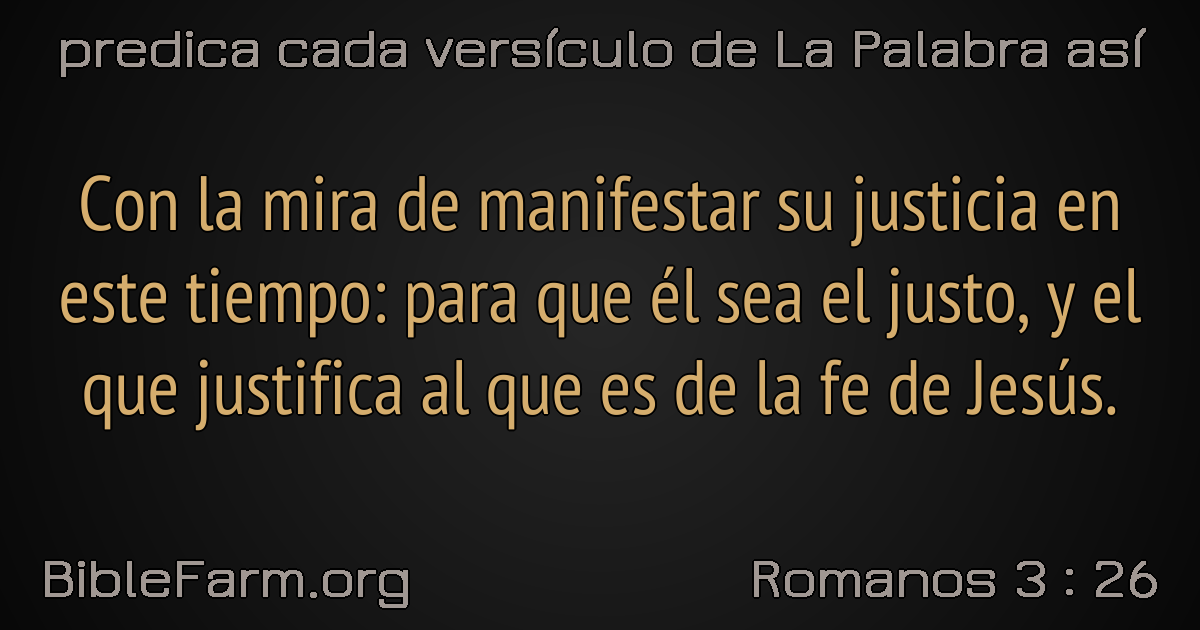 predica cada versículo de La Palabra así
Con la mira de manifestar su justicia en
este tiempo: para que él sea el justo, y el
que justifica al que es de la fe de Jesús.
BibleFarm.org
Romanos 3 : 26